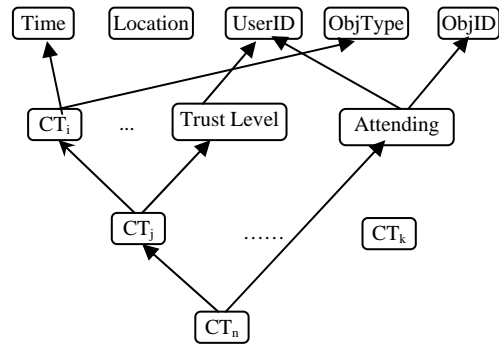 Time Location UserID ObjType ObjID
CTi ... Trust Level Attending
CTj ...... CTk
CTn